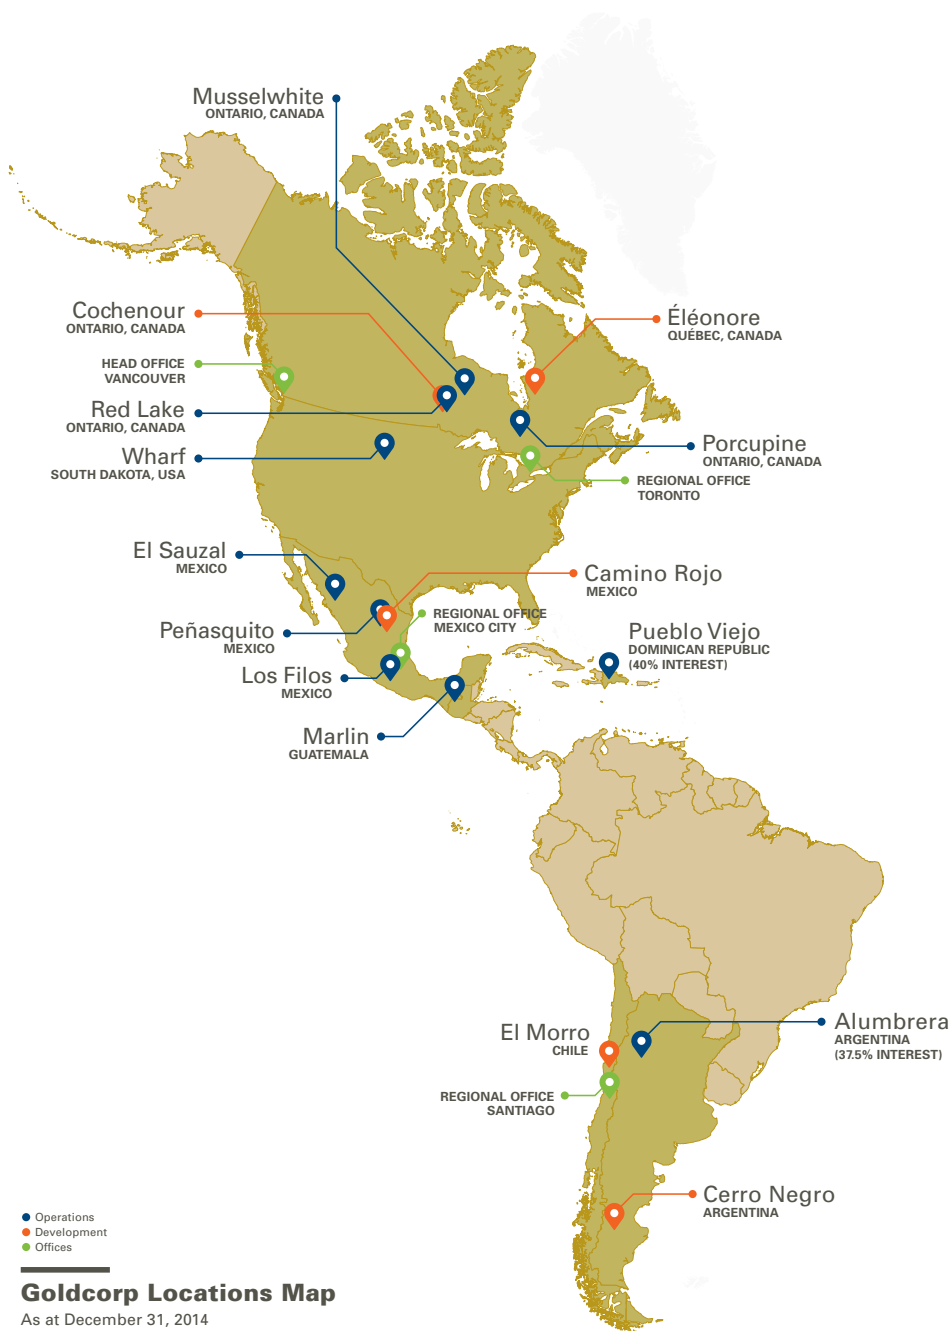 Musselwhite
ONTARIO, CANADA
Cochenour
ONTARIO, CANADA
Éléonore
QUÉBEC, CANADA
HEAD OFFICE
VANCOUVER
Red Lake
ONTARIO, CANADA
Wharf
SOUTH DAKOTA, USA
Porcupine
ONTARIO, CANADA
REGIONAL OFFICE
TORONTO
El Sauzal
MEXICO
Camino Rojo
MEXICO
REGIONAL OFFICE
MEXICO CITY
Peñasquito
MEXICO
Pueblo Viejo
DOMINICAN REPUBLIC
(40% INTEREST)
Los Filos
MEXICO
Marlin
GUATEMALA
El Morro
CHILE
Alumbrera
ARGENTINA
(37.5% INTEREST)
REGIONAL OFFICE
SANTIAGO
Cerro Negro
ARGENTINA
Operations
Development
Offices
Goldcorp Locations Map
As at December 31, 2014